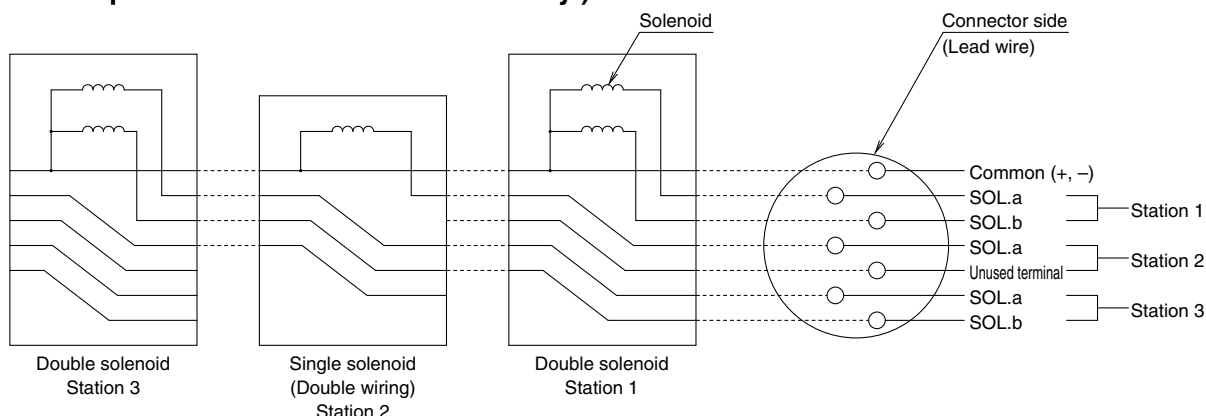 Solenoid
Connector side
(Lead wire)
Common (+, –)
SOL.a
SOL.b
Station 1
SOL.a
Unused terminal
Station 2
SOL.a
SOL.b
Station 3
Double solenoid
Station 3
Single solenoid
(Double wiring)
Station 2
Double solenoid
Station 1